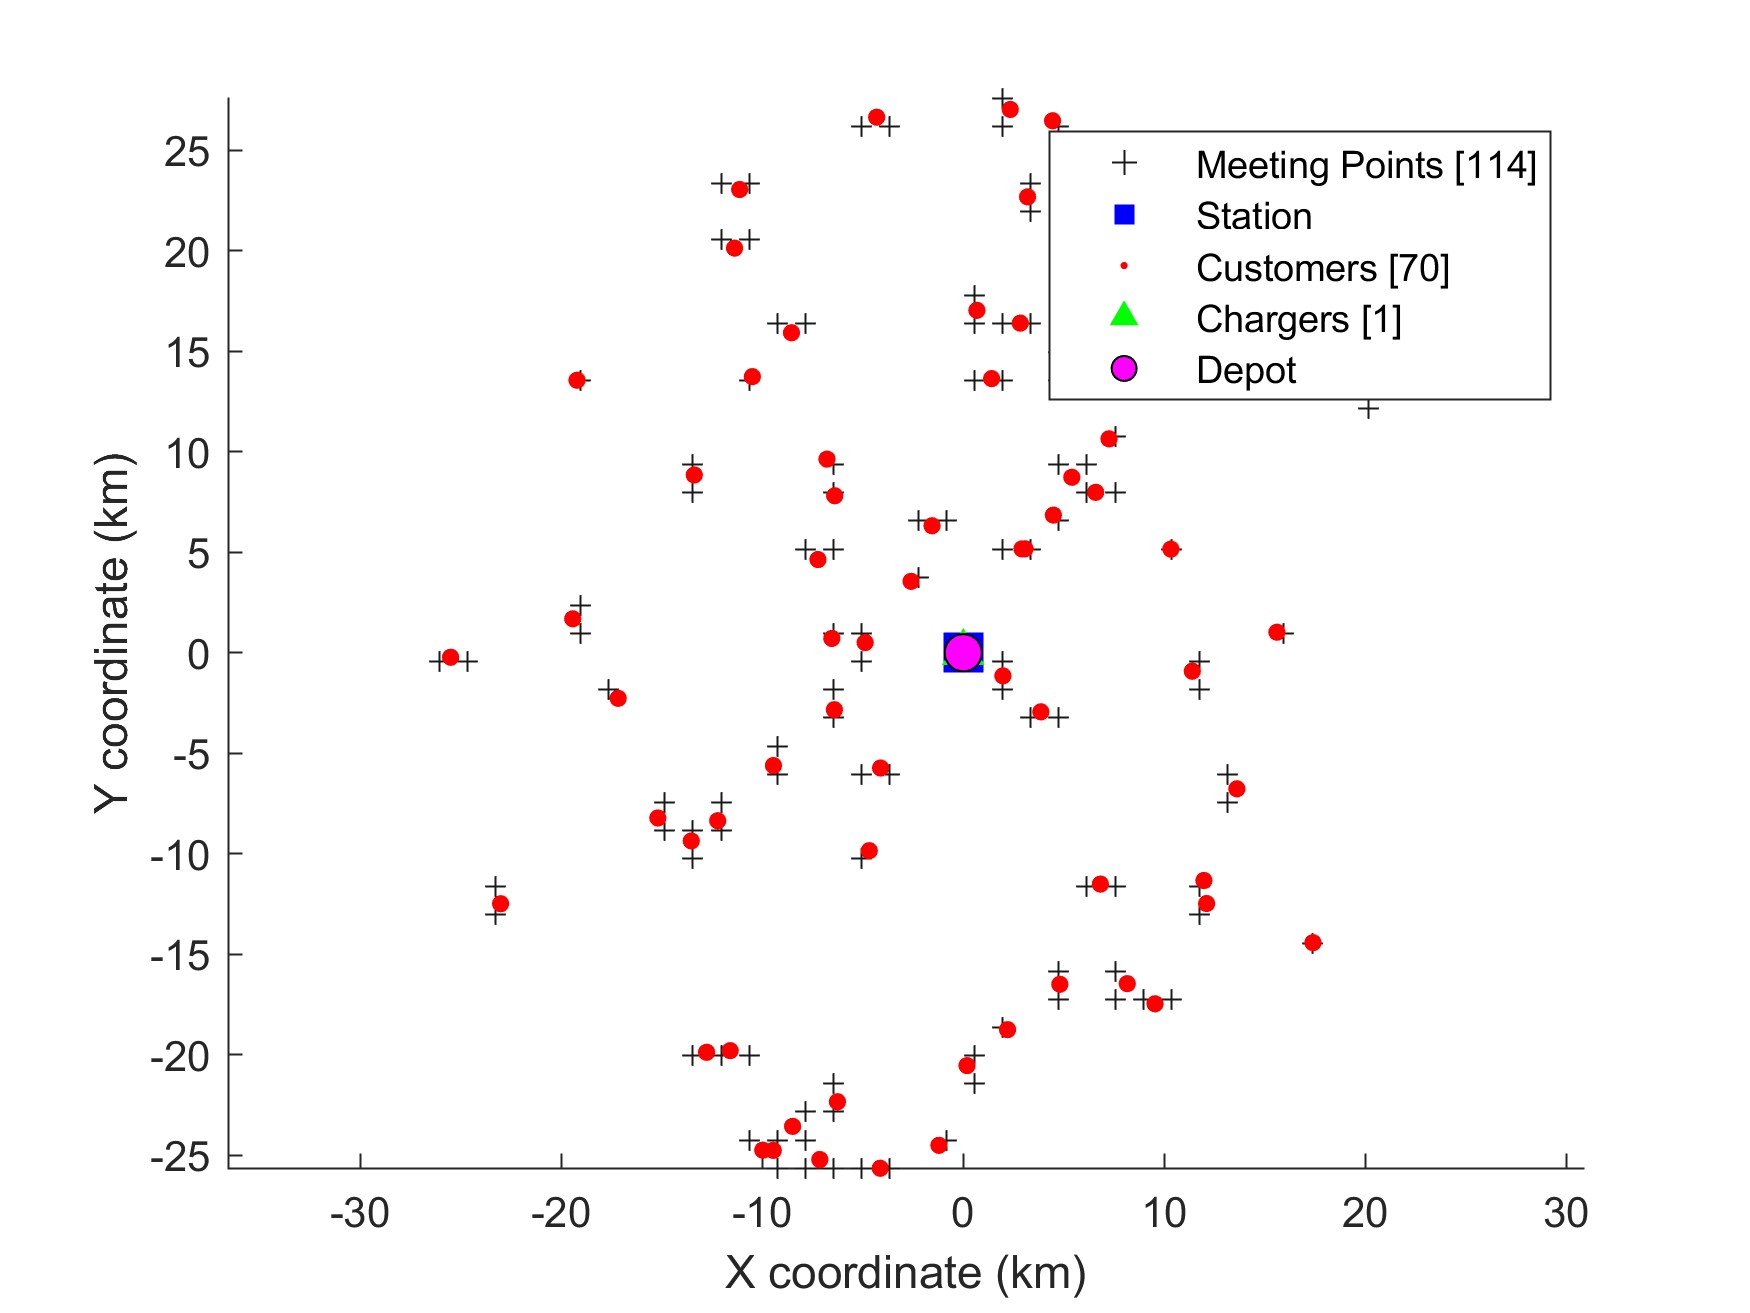 25
20
15
10
5
0
-5
-10
-15
-20
-25
Y coordinate (km)
Meeting Points [114]
Station
Customers [70]
Chargers [1]
Depot
-30 -20 -10 0 10 20 30
X coordinate (km)